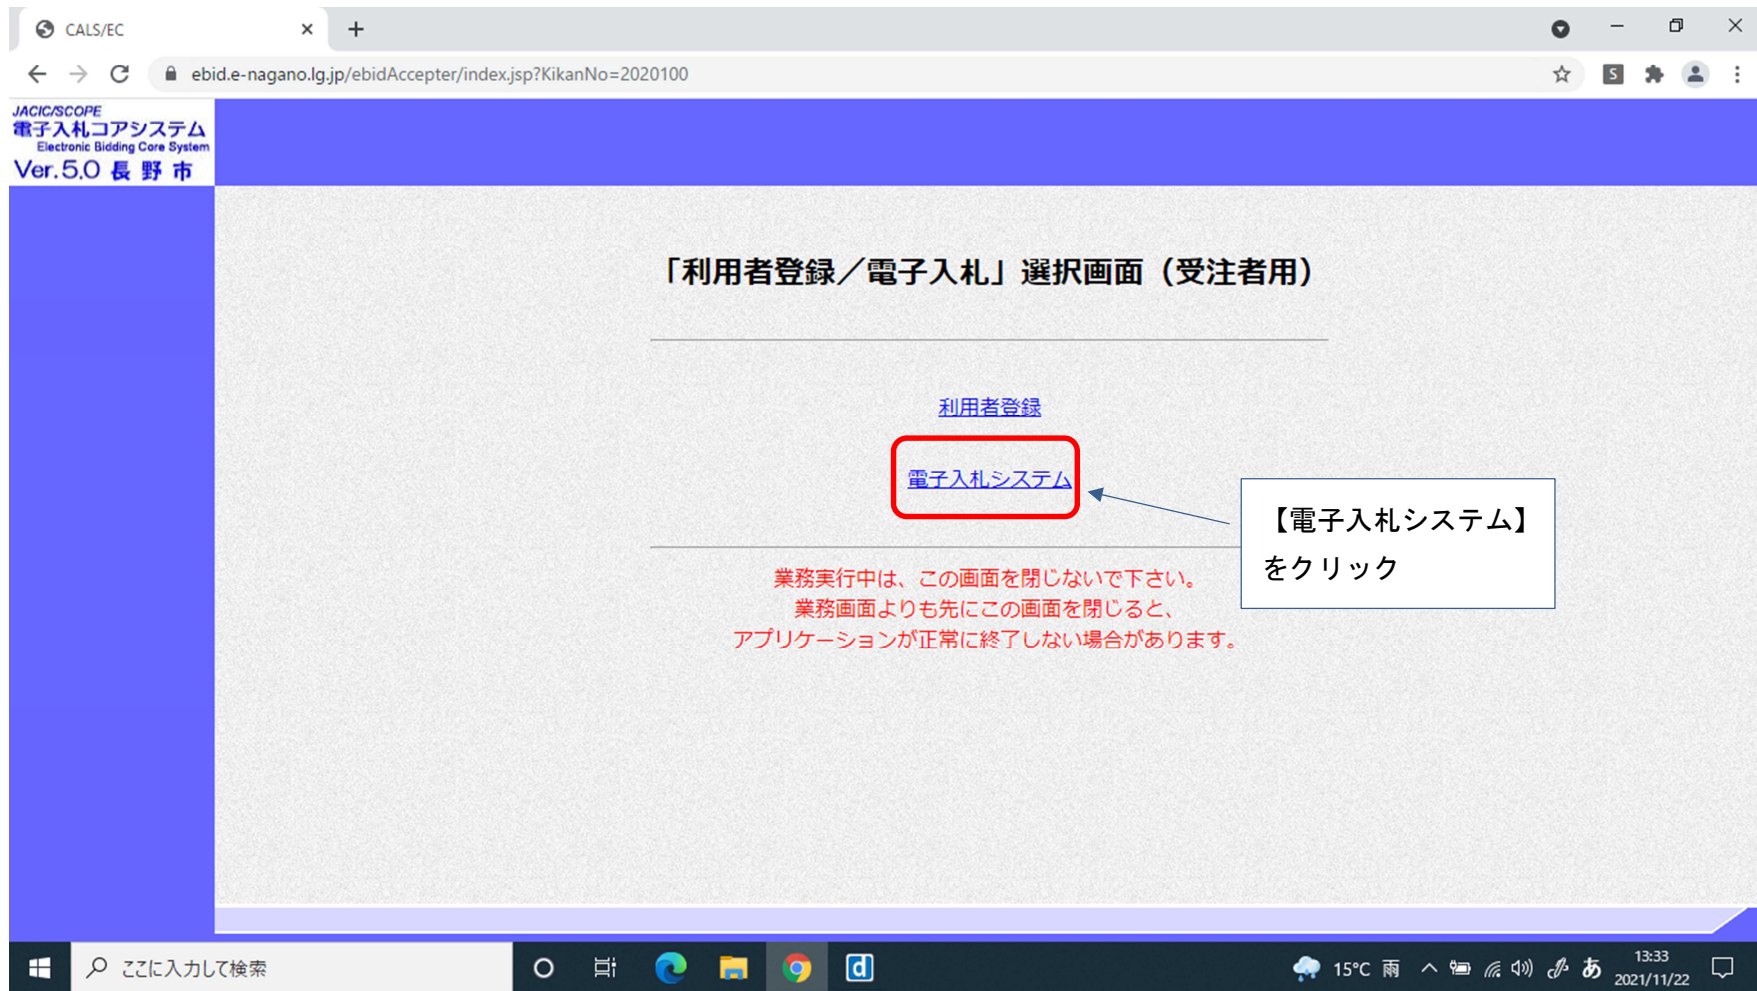 CALS/EC
ebid.e-nagano.lg.jp/ebidAccepter/index.jsp?KikanNo=2020100
S
JACIC/SCOPE
電子入札コアシステム
Electronic Bidding Core System
Ver.5.0 長野市
「利用者登録／電子入札」選択画面（受注者用）
利用者登録
電子入札システム
【電子入札システム】
をクリック
業務実行中は、この画面を閉じないで下さい。
業務画面よりも先にこの画面を閉じると、
アプリケーションが正常に終了しない場合があります。
ここに入力して検索
d
15°C 雨
あ
13:33
2021/11/22